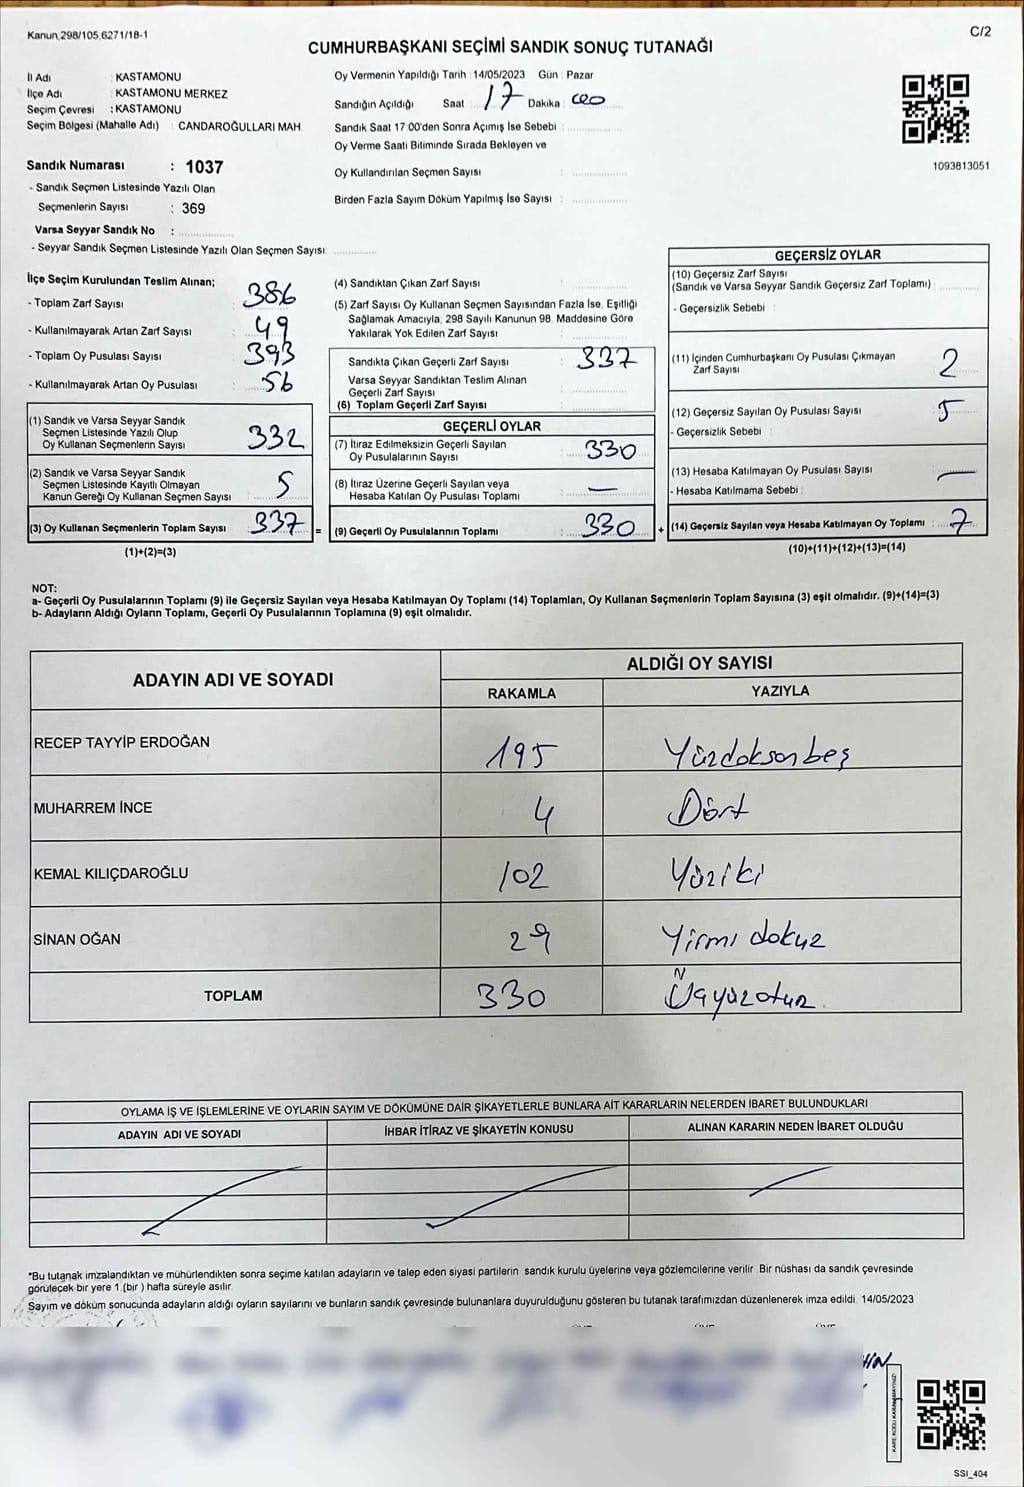 Kanun 298/105,6271/18-1
C/2
CUMHURBAŞKANI SEÇİMİ SANDIK SONUÇ TUTANAĞI
İl Adı : KASTAMONU
İlçe Adı : KASTAMONU MERKEZ
Seçim Çevresi : KASTAMONU
Seçim Bölgesi (Mahalle Adı) : CANDAROĞULLARI MAH.
Sandık Numarası : 1037
- Sandık Seçmen Listesinde Yazılı Olan
Seçmenlerin Sayısı : 369
Varsa Seyyar Sandık No :
- Seyyar Sandık Seçmen Listesinde Yazılı Olan Seçmen Sayısı:
Oy Vermenin Yapıldığı Tarih : 14/05/2023 Gün : Pazar
Sandığın Açıldığı Saat : 17 Dakika :
Sandık Saat 17:00'den Sonra Açımış İse Sebebi :
Oy Verme Saati Bitiminde Sırada Bekleyen ve
Oy Kullandırılan Seçmen Sayısı :
Birden Fazla Sayım Döküm Yapılmış İse Sayısı :
1093813051
İlçe Seçim Kurulundan Teslim Alınan;
- Toplam Zarf Sayısı : 386
- Kullanılmayarak Artan Zarf Sayısı : 49
- Toplam Oy Pusulası Sayısı : 393
- Kullanılmayarak Artan Oy Pusulası : 56
(1) Sandık ve Varsa Seyyar Sandık
Seçmen Listesinde Yazılı Olup
Oy Kullanan Seçmenlerin Sayısı : 332
(2) Sandık ve Varsa Seyyar Sandık
Seçmen Listesinde Kayıtlı Olmayan
Kanun Gereği Oy Kullanan Seçmen Sayısı : 5
(3) Oy Kullanan Seçmenlerin Toplam Sayısı : 337 =
(1)+(2)=(3)
(4) Sandıktan Çıkan Zarf Sayısı :
(5) Zarf Sayısı Oy Kullanan Seçmen Sayısından Fazla İse, Eşitliği
Sağlamak Amacıyla, 298 Sayılı Kanunun 98. Maddesine Göre
Yakılarak Yok Edilen Zarf Sayısı :
Sandıkta Çıkan Geçerli Zarf Sayısı : 337
Varsa Seyyar Sandıktan Teslim Alınan
Geçerli Zarf Sayısı :
(6) Toplam Geçerli Zarf Sayısı :
GEÇERLİ OYLAR
(7) İtiraz Edilmeksizin Geçerli Sayılan
Oy Pusulalarının Sayısı : 330
(8) İtiraz Üzerine Geçerli Sayılan veya
Hesaba Katılan Oy Pusulası Toplamı : —
(9) Geçerli Oy Pusulalarının Toplamı : 330 +
GEÇERSİZ OYLAR
(10) Geçersiz Zarf Sayısı
(Sandık ve Varsa Seyyar Sandık Geçersiz Zarf Toplamı) :
- Geçersizlik Sebebi :
(11) İçinden Cumhurbaşkanı Oy Pusulası Çıkmayan
Zarf Sayısı : 2
(12) Geçersiz Sayılan Oy Pusulası Sayısı : 5
- Geçersizlik Sebebi :
(13) Hesaba Katılmayan Oy Pusulası Sayısı : —
- Hesaba Katılmama Sebebi :
(14) Geçersiz Sayılan veya Hesaba Katılmayan Oy Toplamı : 7
(10)+(11)+(12)+(13)=(14)
NOT:
a- Geçerli Oy Pusulalarının Toplamı (9) ile Geçersiz Sayılan veya Hesaba Katılmayan Oy Toplamı (14) Toplamları, Oy Kullanan Seçmenlerin Toplam Sayısına (3) eşit olmalıdır. (9)+(14)=(3)
b- Adayların Aldığı Oyların Toplamı, Geçerli Oy Pusulalarının Toplamına (9) eşit olmalıdır.
ADAYIN ADI VE SOYADI ALDIĞI OY SAYISI
RAKAMLA YAZIYLA
RECEP TAYYİP ERDOĞAN 195 Yüzdoksanbeş
MUHARREM İNCE 4 Dört
KEMAL KILIÇDAROĞLU 102 Yüziki
SİNAN OĞAN 29 Yirmi dokuz
TOPLAM 330 Üçyüzotuz
OYLAMA İŞ VE İŞLEMLERİNE VE OYLARIN SAYIM VE DÖKÜMÜNE DAİR ŞİKAYETLERLE BUNLARA AİT KARARLARIN NELERDEN İBARET BULUNDUKLARI
ADAYIN ADI VE SOYADI İHBAR İTİRAZ VE ŞİKAYETİN KONUSU ALINAN KARARIN NEDEN İBARET OLDUĞU
*Bu tutanak imzalandıktan ve mühürlendikten sonra seçime katılan adayların ve talep eden siyasi partilerin sandık kurulu üyelerine veya gözlemcilerine verilir. Bir nüshası da sandık çevresinde
görülecek bir yere 1 (bir) hafta süreyle asılır.
Sayım ve döküm sonucunda adayların aldığı oyların sayılarını ve bunların sandık çevresinde bulunanlara duyurulduğunu gösteren bu tutanak tarafımızdan düzenlenerek imza edildi. 14/05/2023
KARE KODU KARALAMAYINIZ!
SSI_404